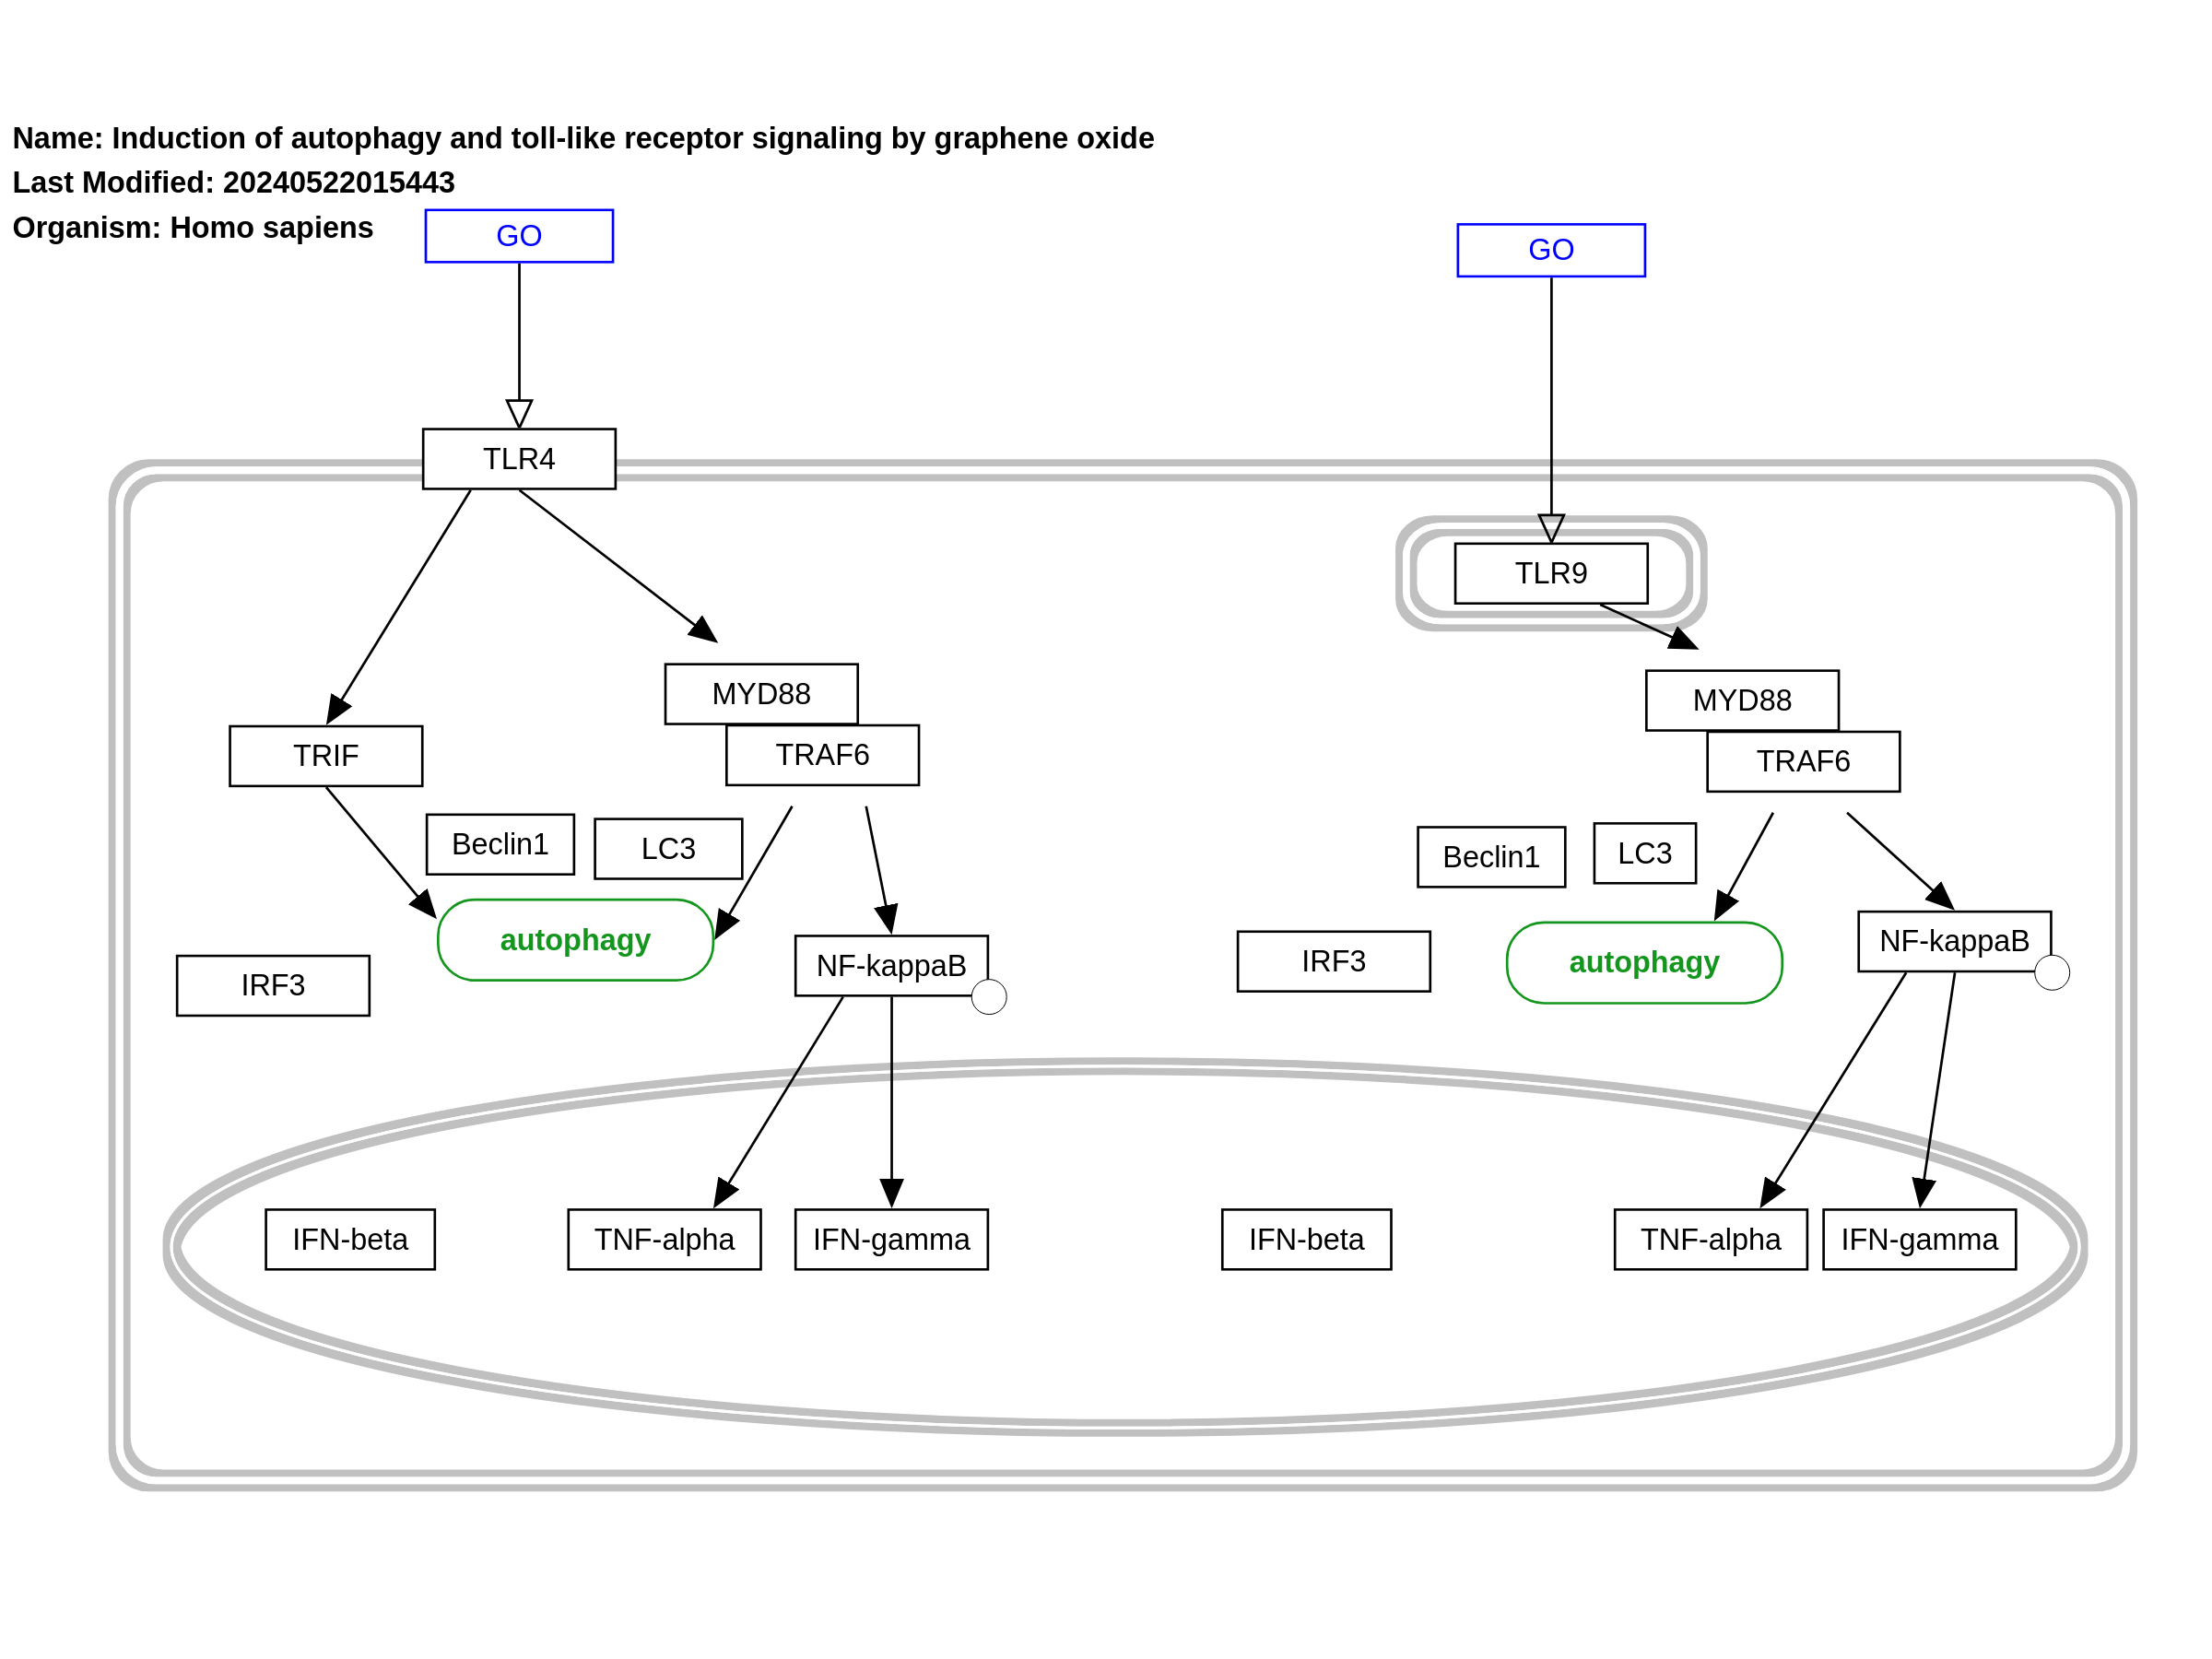 Name: Induction of autophagy and toll-like receptor signaling by graphene oxide
Last Modified: 20240522015443
Organism: Homo sapiens
GO
GO
TLR4
TLR9
MYD88
MYD88
TRIF
TRAF6
TRAF6
Beclin1
LC3
Beclin1
LC3
autophagy
NF-kappaB
autophagy
NF-kappaB
IRF3
IRF3
IFN-beta
TNF-alpha
IFN-gamma
IFN-beta
TNF-alpha
IFN-gamma